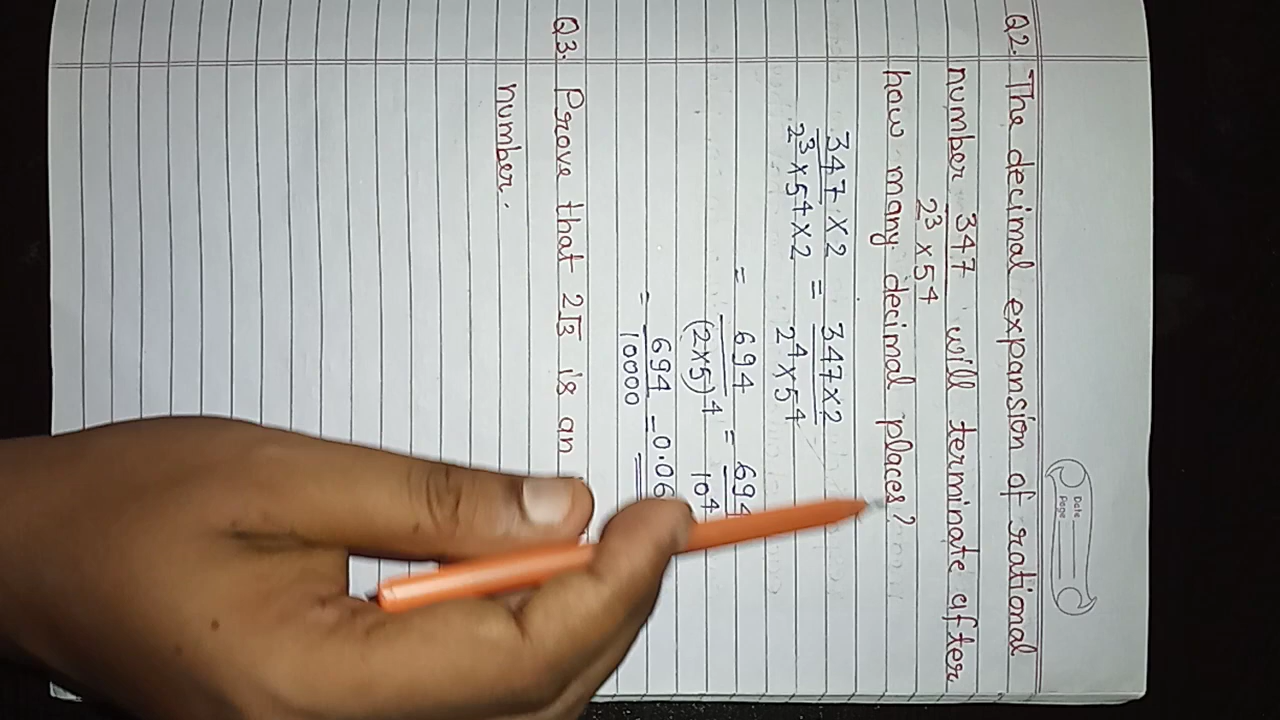 Date
Page
Q2. The decimal expansion of rational
number 347 / 2³ × 5⁴ will terminate after
how many decimal places?
347 × 2 / 2³ × 5⁴ × 2 = 347 × 2 / 2⁴ × 5⁴
= 694 / (2×5)⁴ = 694 / 10⁴
= 694 / 10000 = 0.06
Q3. Prove that 2√3 is an
number.